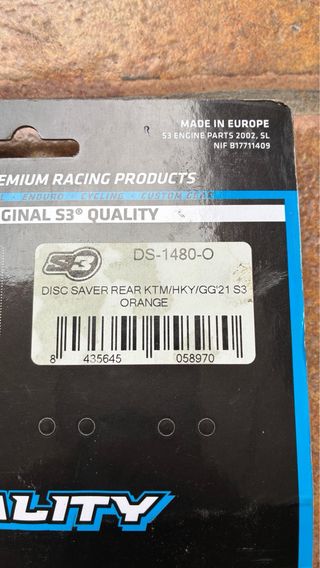 MADE IN EUROPE
S3 ENGINE PARTS 2002, SL
NIF B17711409
EMIUM RACING PRODUCTS
ENDURO - CYCLING - CUSTOM GEAR
IGINAL S3® QUALITY
S3
DS-1480-O
DISC SAVER REAR KTM/HKY/GG'21 S3
ORANGE
8 435645 058970
ALITY